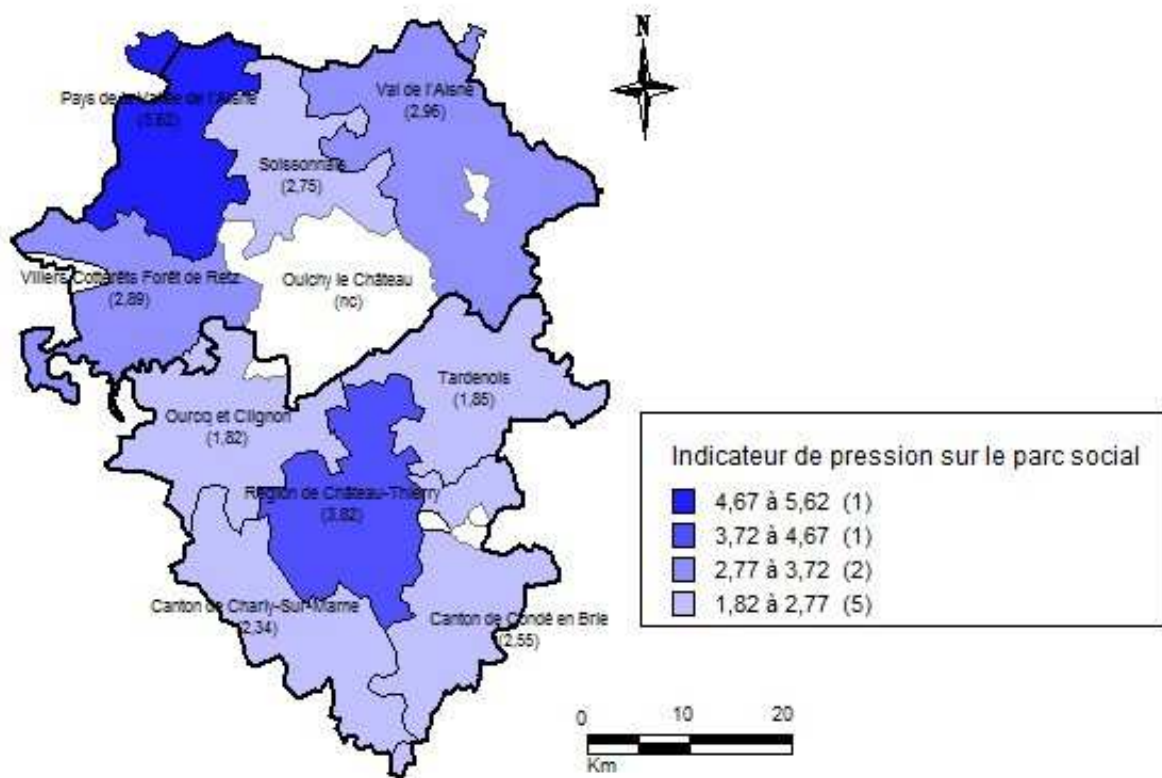 N
Pays de la Vallée de l'Aisne
(5,62)
Val de l'Aisne
(2,96)
Soissonnais
(2,75)
Villers Cotterêts Forêt de Retz
(2,89)
Oulchy le Château
(nc)
Tardenois
(1,85)
Ourcq et Clignon
(1,82)
Région de Château-Thierry
(3,82)
Canton de Charly-Sur-Marne
(2,34)
Canton de Condé en Brie
(2,55)
Indicateur de pression sur le parc social
4,67 à 5,62 (1)
3,72 à 4,67 (1)
2,77 à 3,72 (2)
1,82 à 2,77 (5)
0 10 20
Km